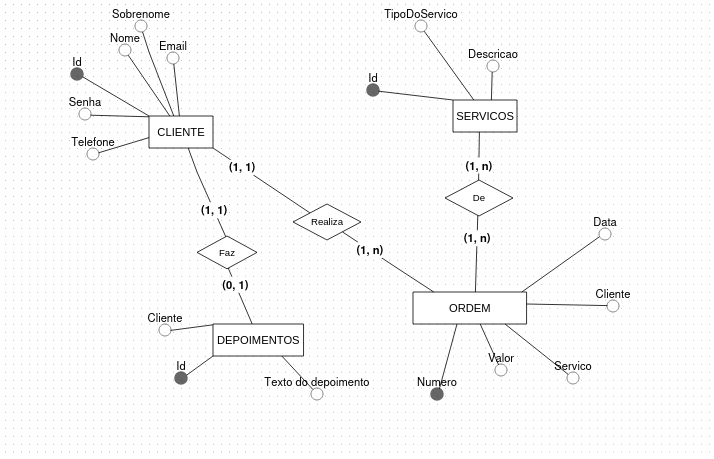 Sobrenome
TipoDoServico
Nome
Email
Descricao
Id
Id
Senha
SERVICOS
CLIENTE
Telefone
(1, 1)
(1, n)
De
(1, 1)
Realiza
Data
(1, n)
(1, n)
Faz
(0, 1)
Cliente
ORDEM
Cliente
DEPOIMENTOS
Id
Valor
Servico
Texto do depoimento
Numero